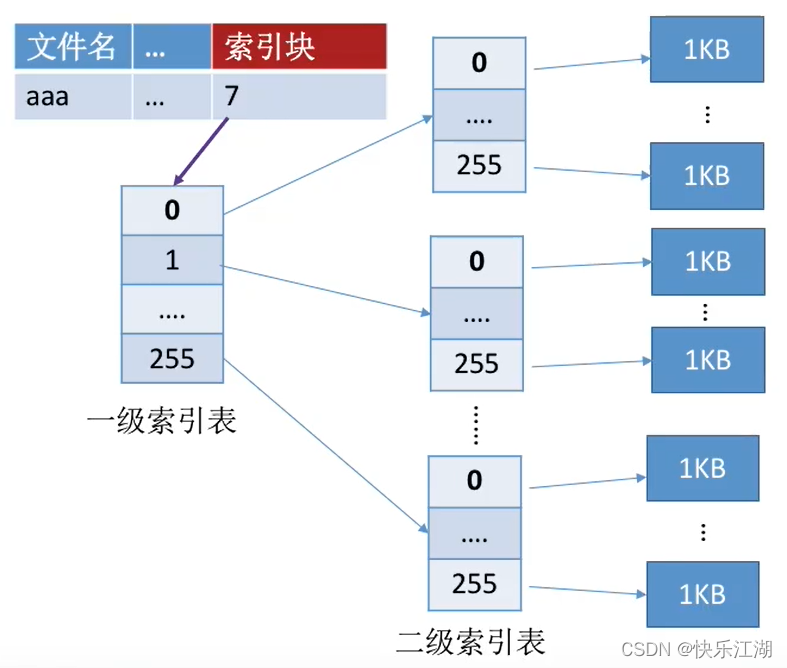 文件名 ... 索引块
aaa ... 7
0
1
....
255
一级索引表
0
....
255
0
....
255
0
....
255
二级索引表
1KB
1KB
1KB
1KB
1KB
1KB
CSDN @快乐江湖